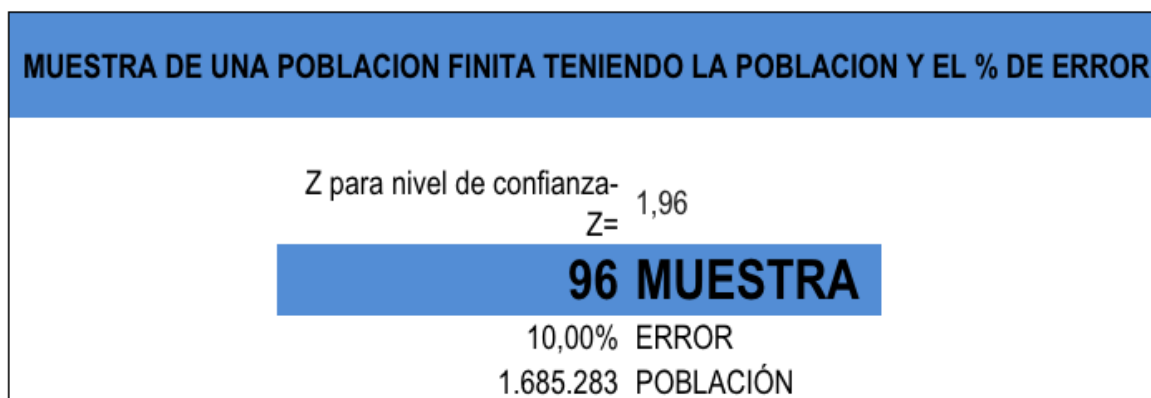 MUESTRA DE UNA POBLACION FINITA TENIENDO LA POBLACION Y EL % DE ERROR
Z para nivel de confianza-
Z= 1,96
96 MUESTRA
10,00% ERROR
1.685.283 POBLACIÓN